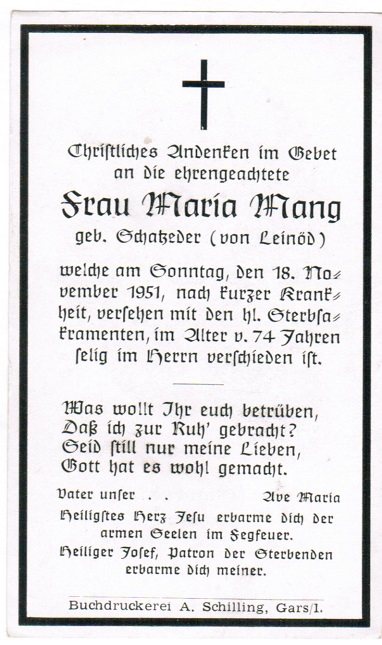 Christliches Andenken im Gebet
an die ehrengeachtete
Frau Maria Mang
geb. Schatzeder (von Leinöd)
welche am Sonntag, den 18. No-
vember 1951, nach kurzer Krank-
heit, versehen mit den hl. Sterbsa-
kramenten, im Alter v. 74 Jahren
selig im Herrn verschieden ist.
Was wollt Ihr euch betrüben,
Daß ich zur Ruh' gebracht?
Seid still nur meine Lieben,
Gott hat es wohl gemacht.
Vater unser . . Ave Maria
Heiligstes Herz Jesu erbarme dich der
armen Seelen im Fegfeuer.
Heiliger Josef, Patron der Sterbenden
erbarme dich meiner.
Buchdruckerei A. Schilling, Gars/I.